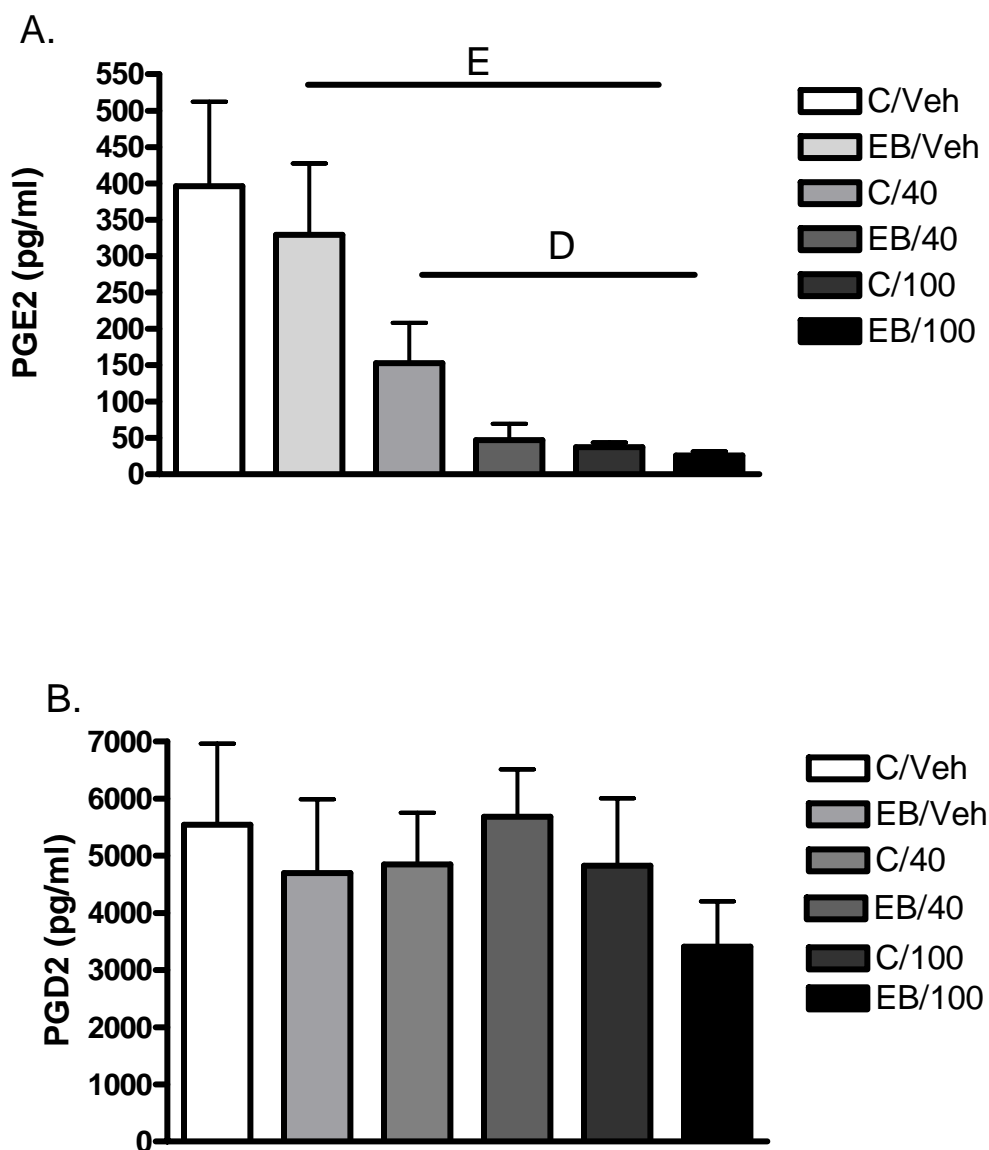 A.
E
D
PGE2 (pg/ml)
550
500
450
400
350
300
250
200
150
100
50
0
C/Veh
EB/Veh
C/40
EB/40
C/100
EB/100
B.
PGD2 (pg/ml)
7000
6000
5000
4000
3000
2000
1000
0
C/Veh
EB/Veh
C/40
EB/40
C/100
EB/100